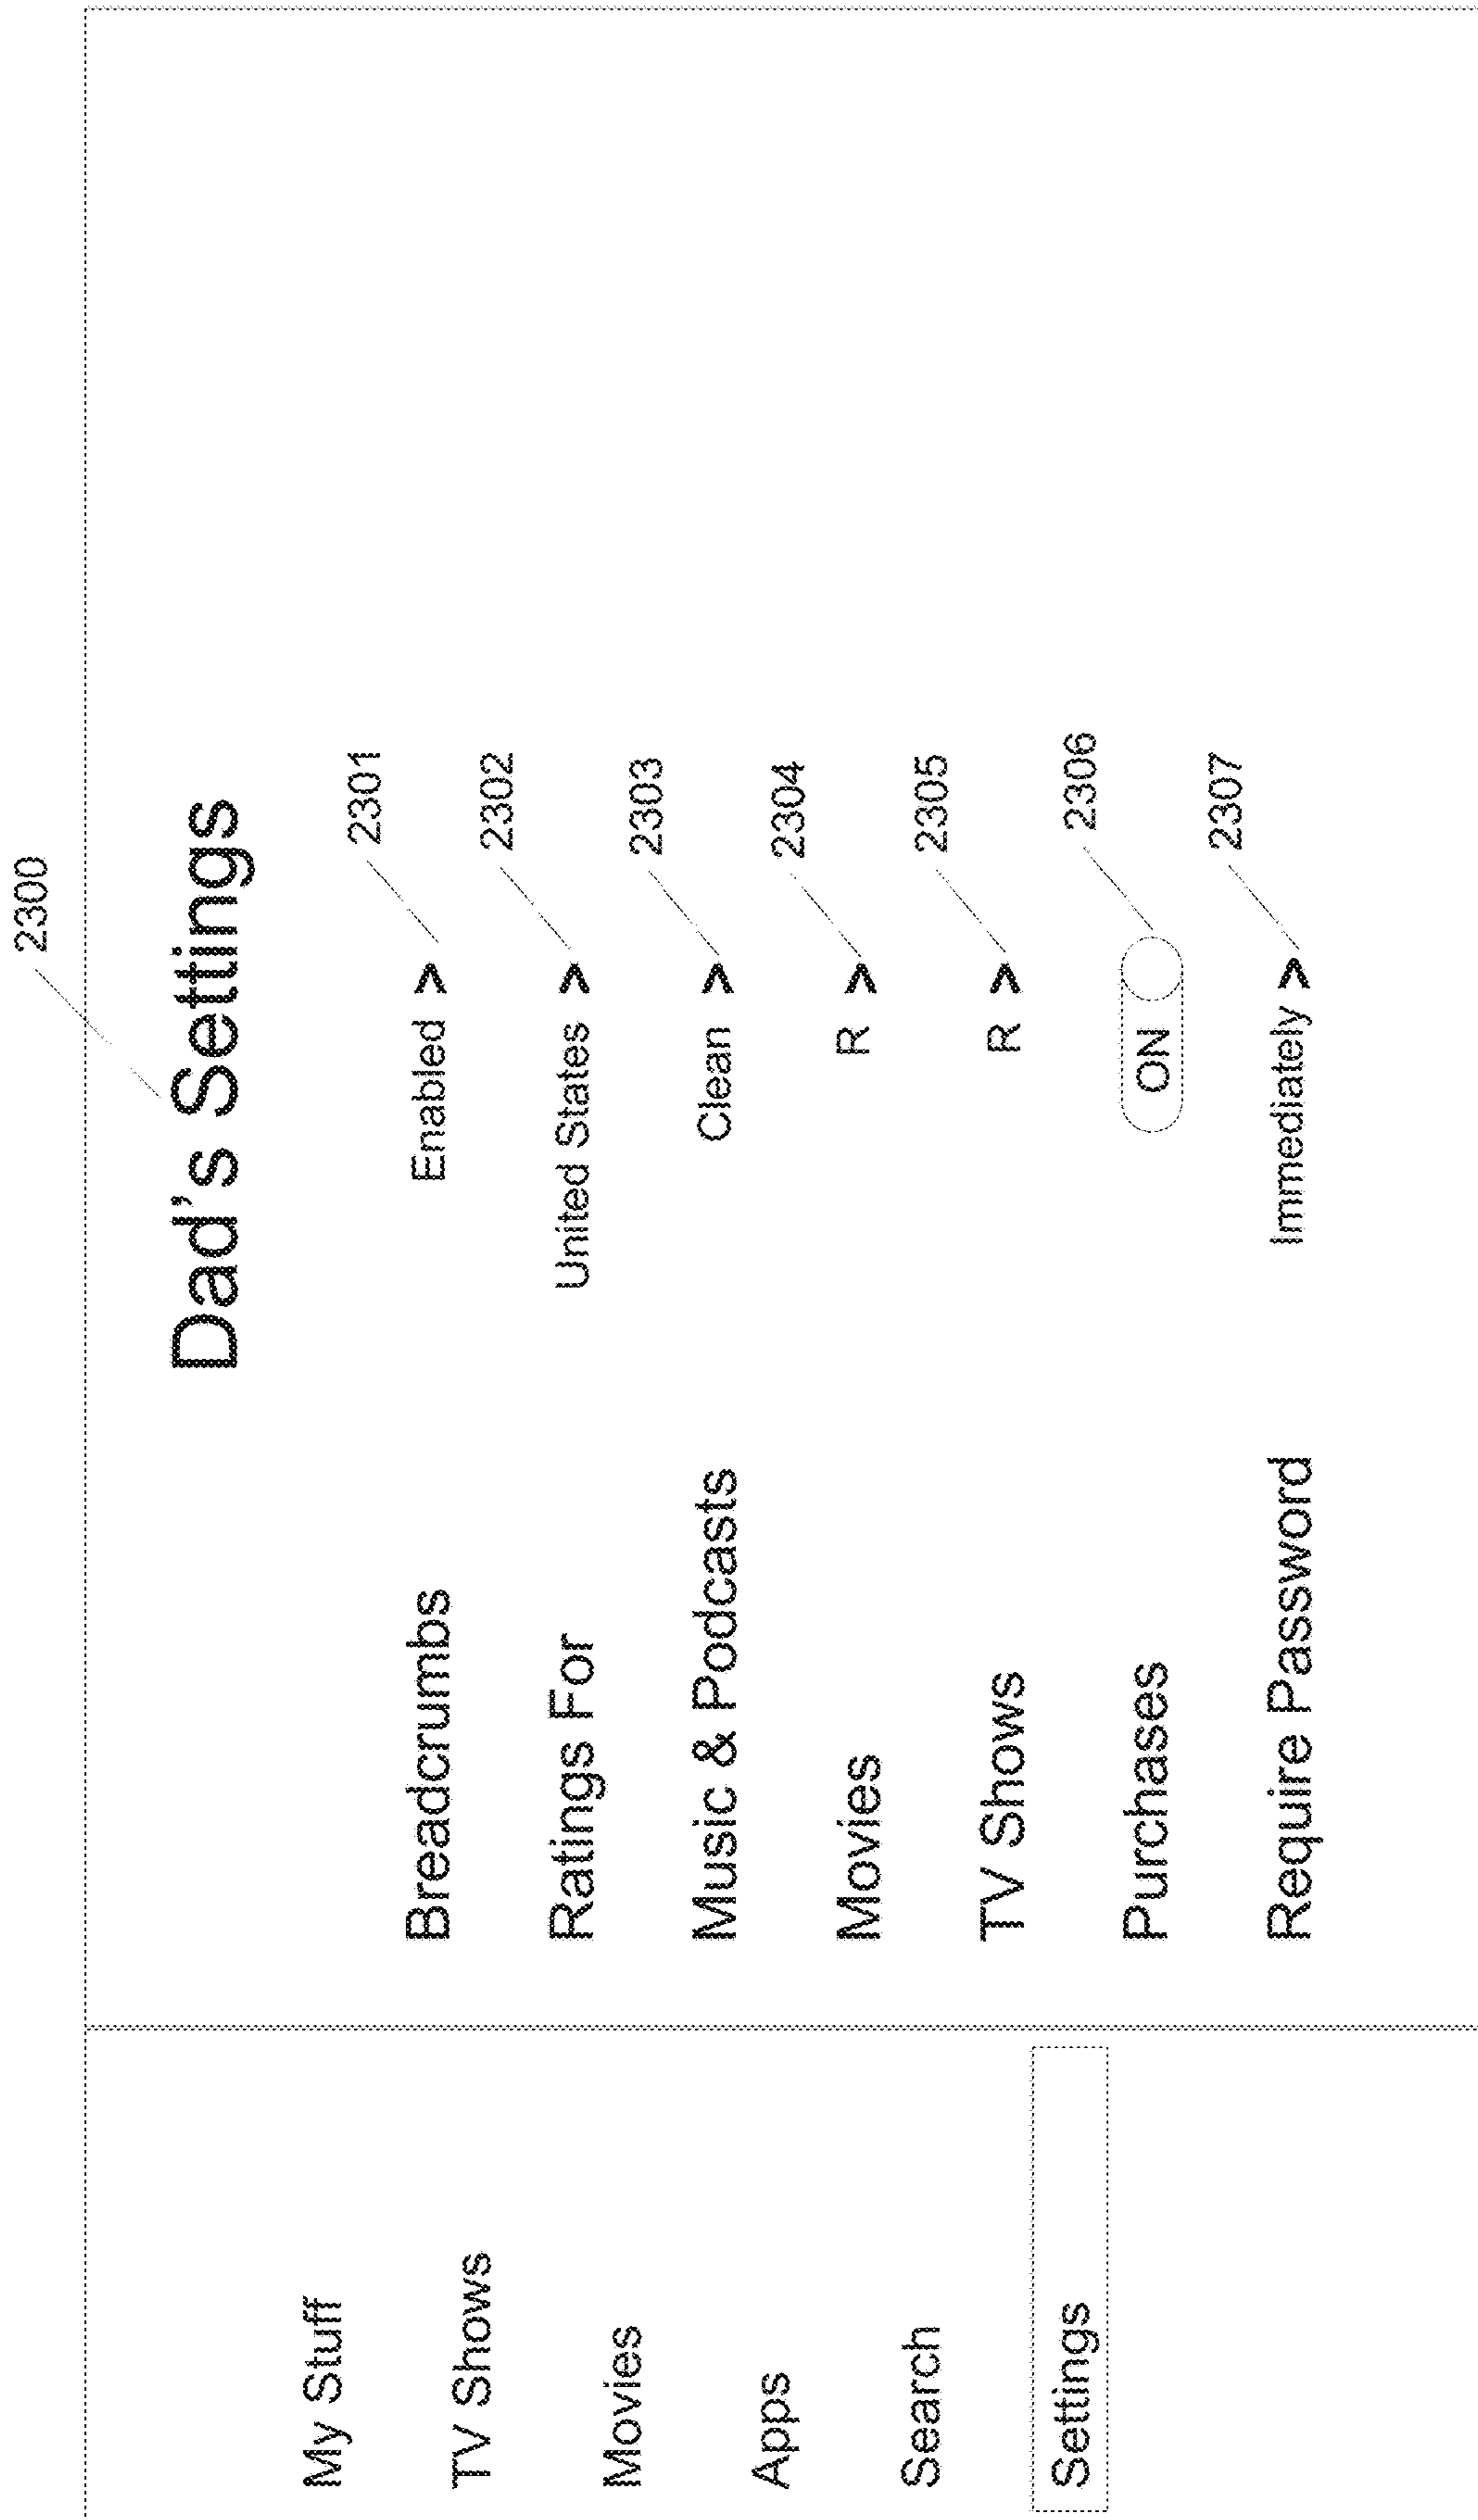 2300
Dad's Settings
My Stuff
TV Shows
Movies
Apps
Search
Settings
Breadcrumbs Enabled > 2301
Ratings For United States > 2302
Music & Podcasts Clean > 2303
Movies R > 2304
TV Shows R > 2305
Purchases ON 2306
Require Password Immediately > 2307